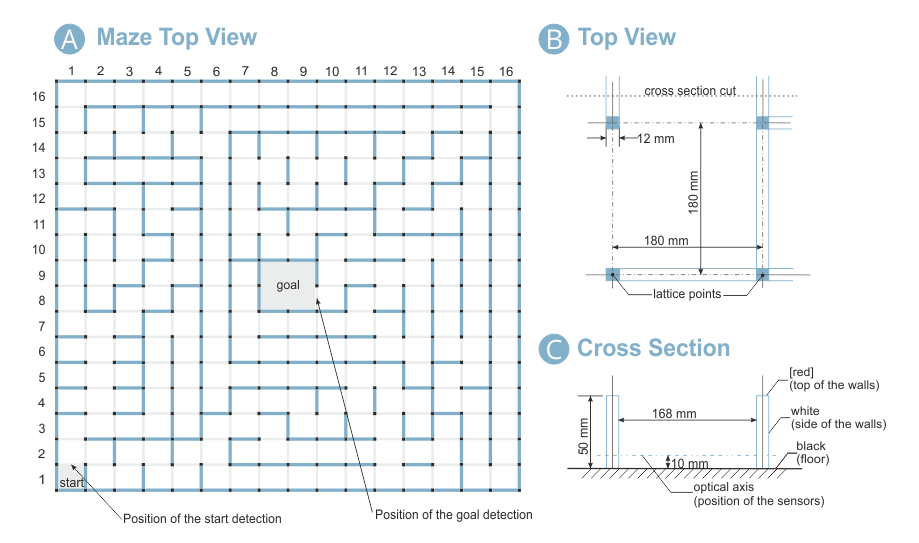 A Maze Top View
1 2 3 4 5 6 7 8 9 10 11 12 13 14 15 16
16
15
14
13
12
11
10
9
8
7
6
5
4
3
2
1
goal
start
Position of the start detection
Position of the goal detection
B Top View
cross section cut
12 mm
180 mm
180 mm
lattice points
C Cross Section
[red]
(top of the walls)
168 mm
white
(side of the walls)
50 mm
black
(floor)
10 mm
optical axis
(position of the sensors)